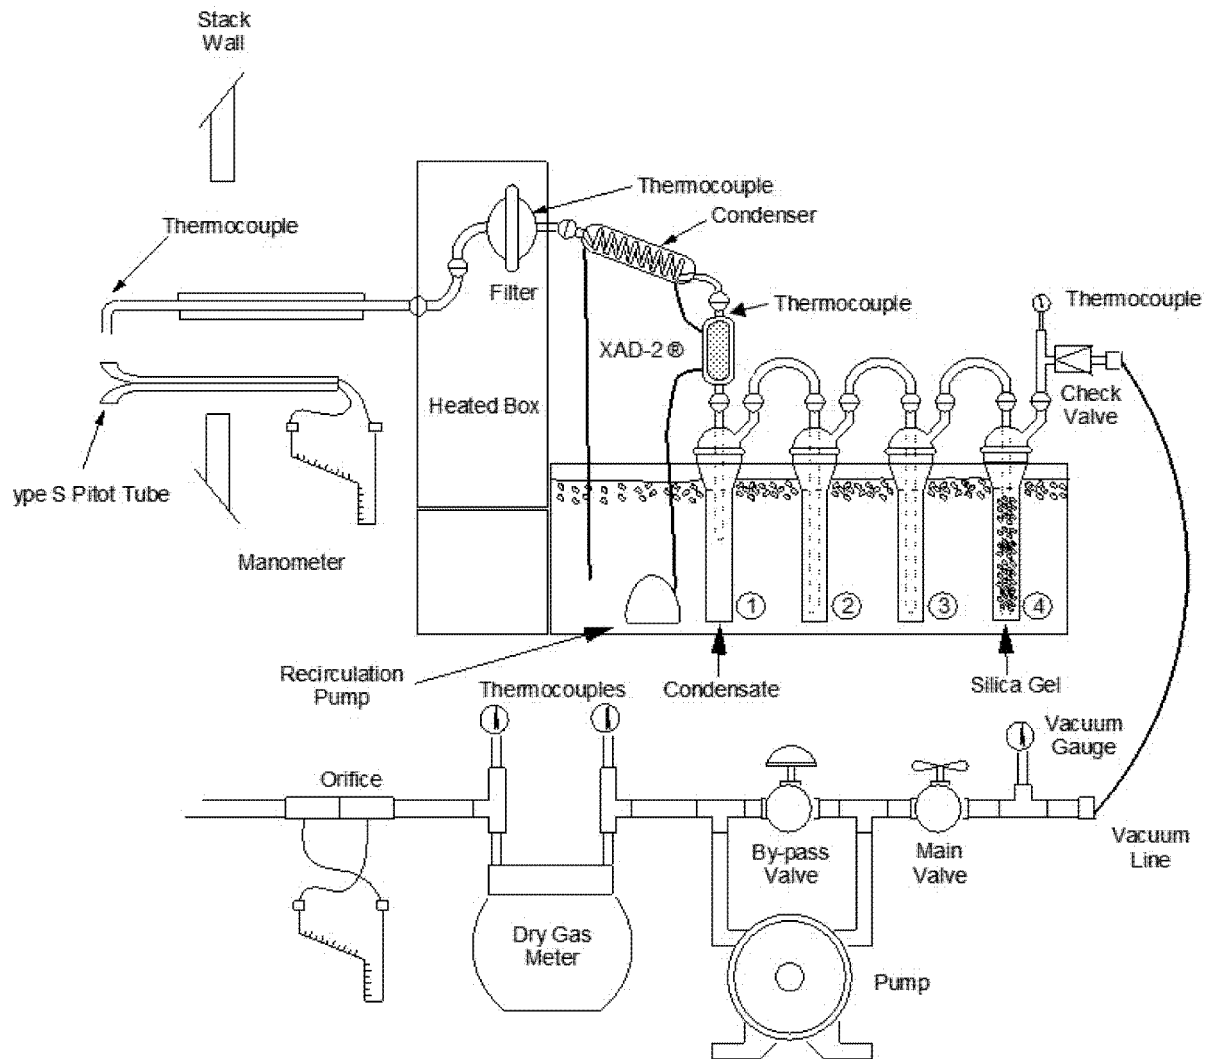 Stack
Wall
Thermocouple
Thermocouple
Condenser
Filter
Thermocouple
Thermocouple
XAD-2 ®
Heated Box
Check
Valve
ype S Pitot Tube
Manometer
1
2
3
4
Recirculation
Pump
Thermocouples
Condensate
Silica Gel
Vacuum
Gauge
Orifice
By-pass
Valve
Main
Valve
Vacuum
Line
Dry Gas
Meter
Pump